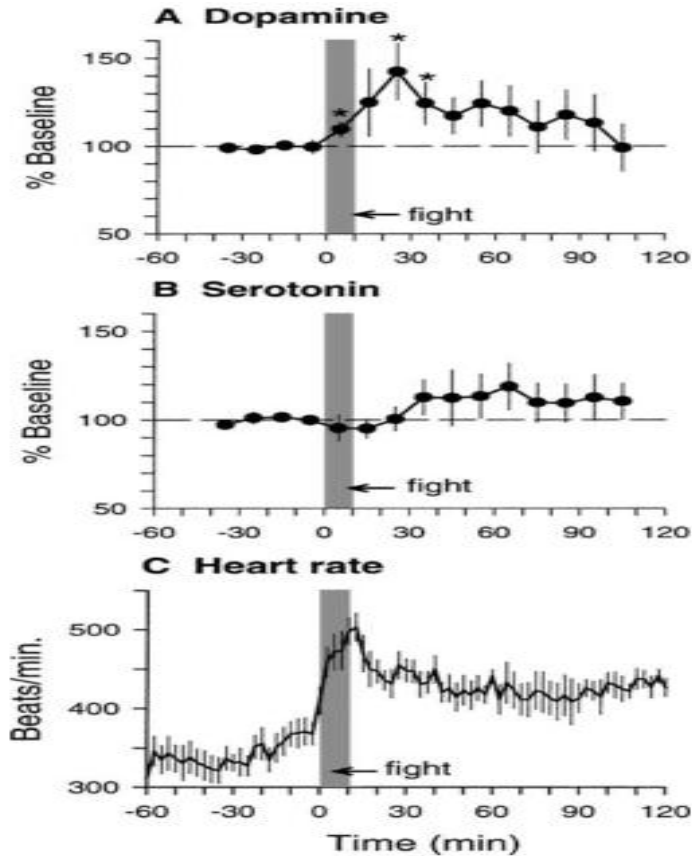 A Dopamine
% Baseline
150
100
50
* * *
← fight
-60 -30 0 30 60 90 120
B Serotonin
% Baseline
150
100
50
← fight
-60 -30 0 30 60 90 120
C Heart rate
Beats/min.
500
400
300
← fight
-60 -30 0 30 60 90 120
Time (min)